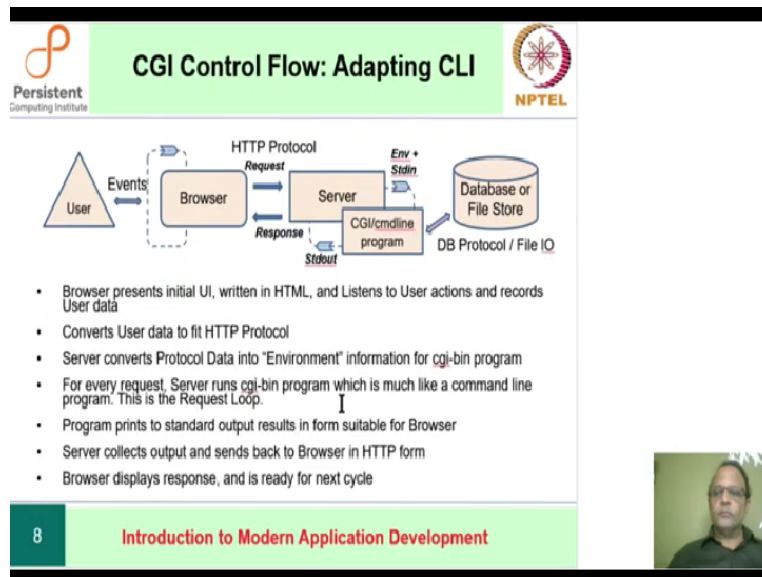 CGI Control Flow: Adapting CLI
Persistent
Computing Institute
NPTEL
HTTP Protocol
Request
Env +
Stdin
Events
User
Browser
Server
Database or
File Store
CGI/cmdline
program
Response
Stdout
DB Protocol / File IO
• Browser presents initial UI, written in HTML, and Listens to User actions and records
User data
• Converts User data to fit HTTP Protocol
• Server converts Protocol Data into “Environment” information for cgi-bin program
• For every request, Server runs cgi-bin program which is much like a command line
program. This is the Request Loop.
• Program prints to standard output results in form suitable for Browser
• Server collects output and sends back to Browser in HTTP form
• Browser displays response, and is ready for next cycle
8
Introduction to Modern Application Development